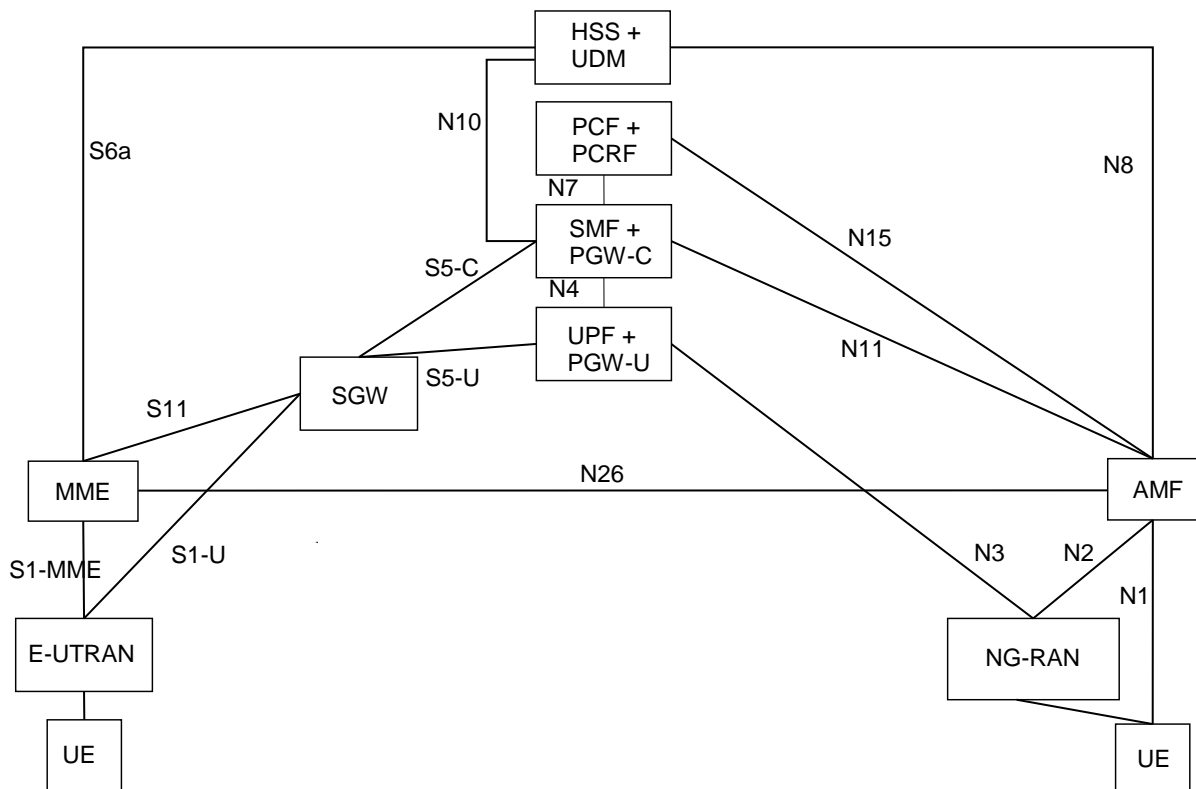 HSS +
UDM
N10
PCF +
PCRF
S6a
N8
N7
SMF +
PGW-C
N15
S5-C
N4
UPF +
PGW-U
N11
S5-U
SGW
S11
N26
MME
AMF
S1-U
N3
N2
S1-MME
N1
E-UTRAN
NG-RAN
UE
UE